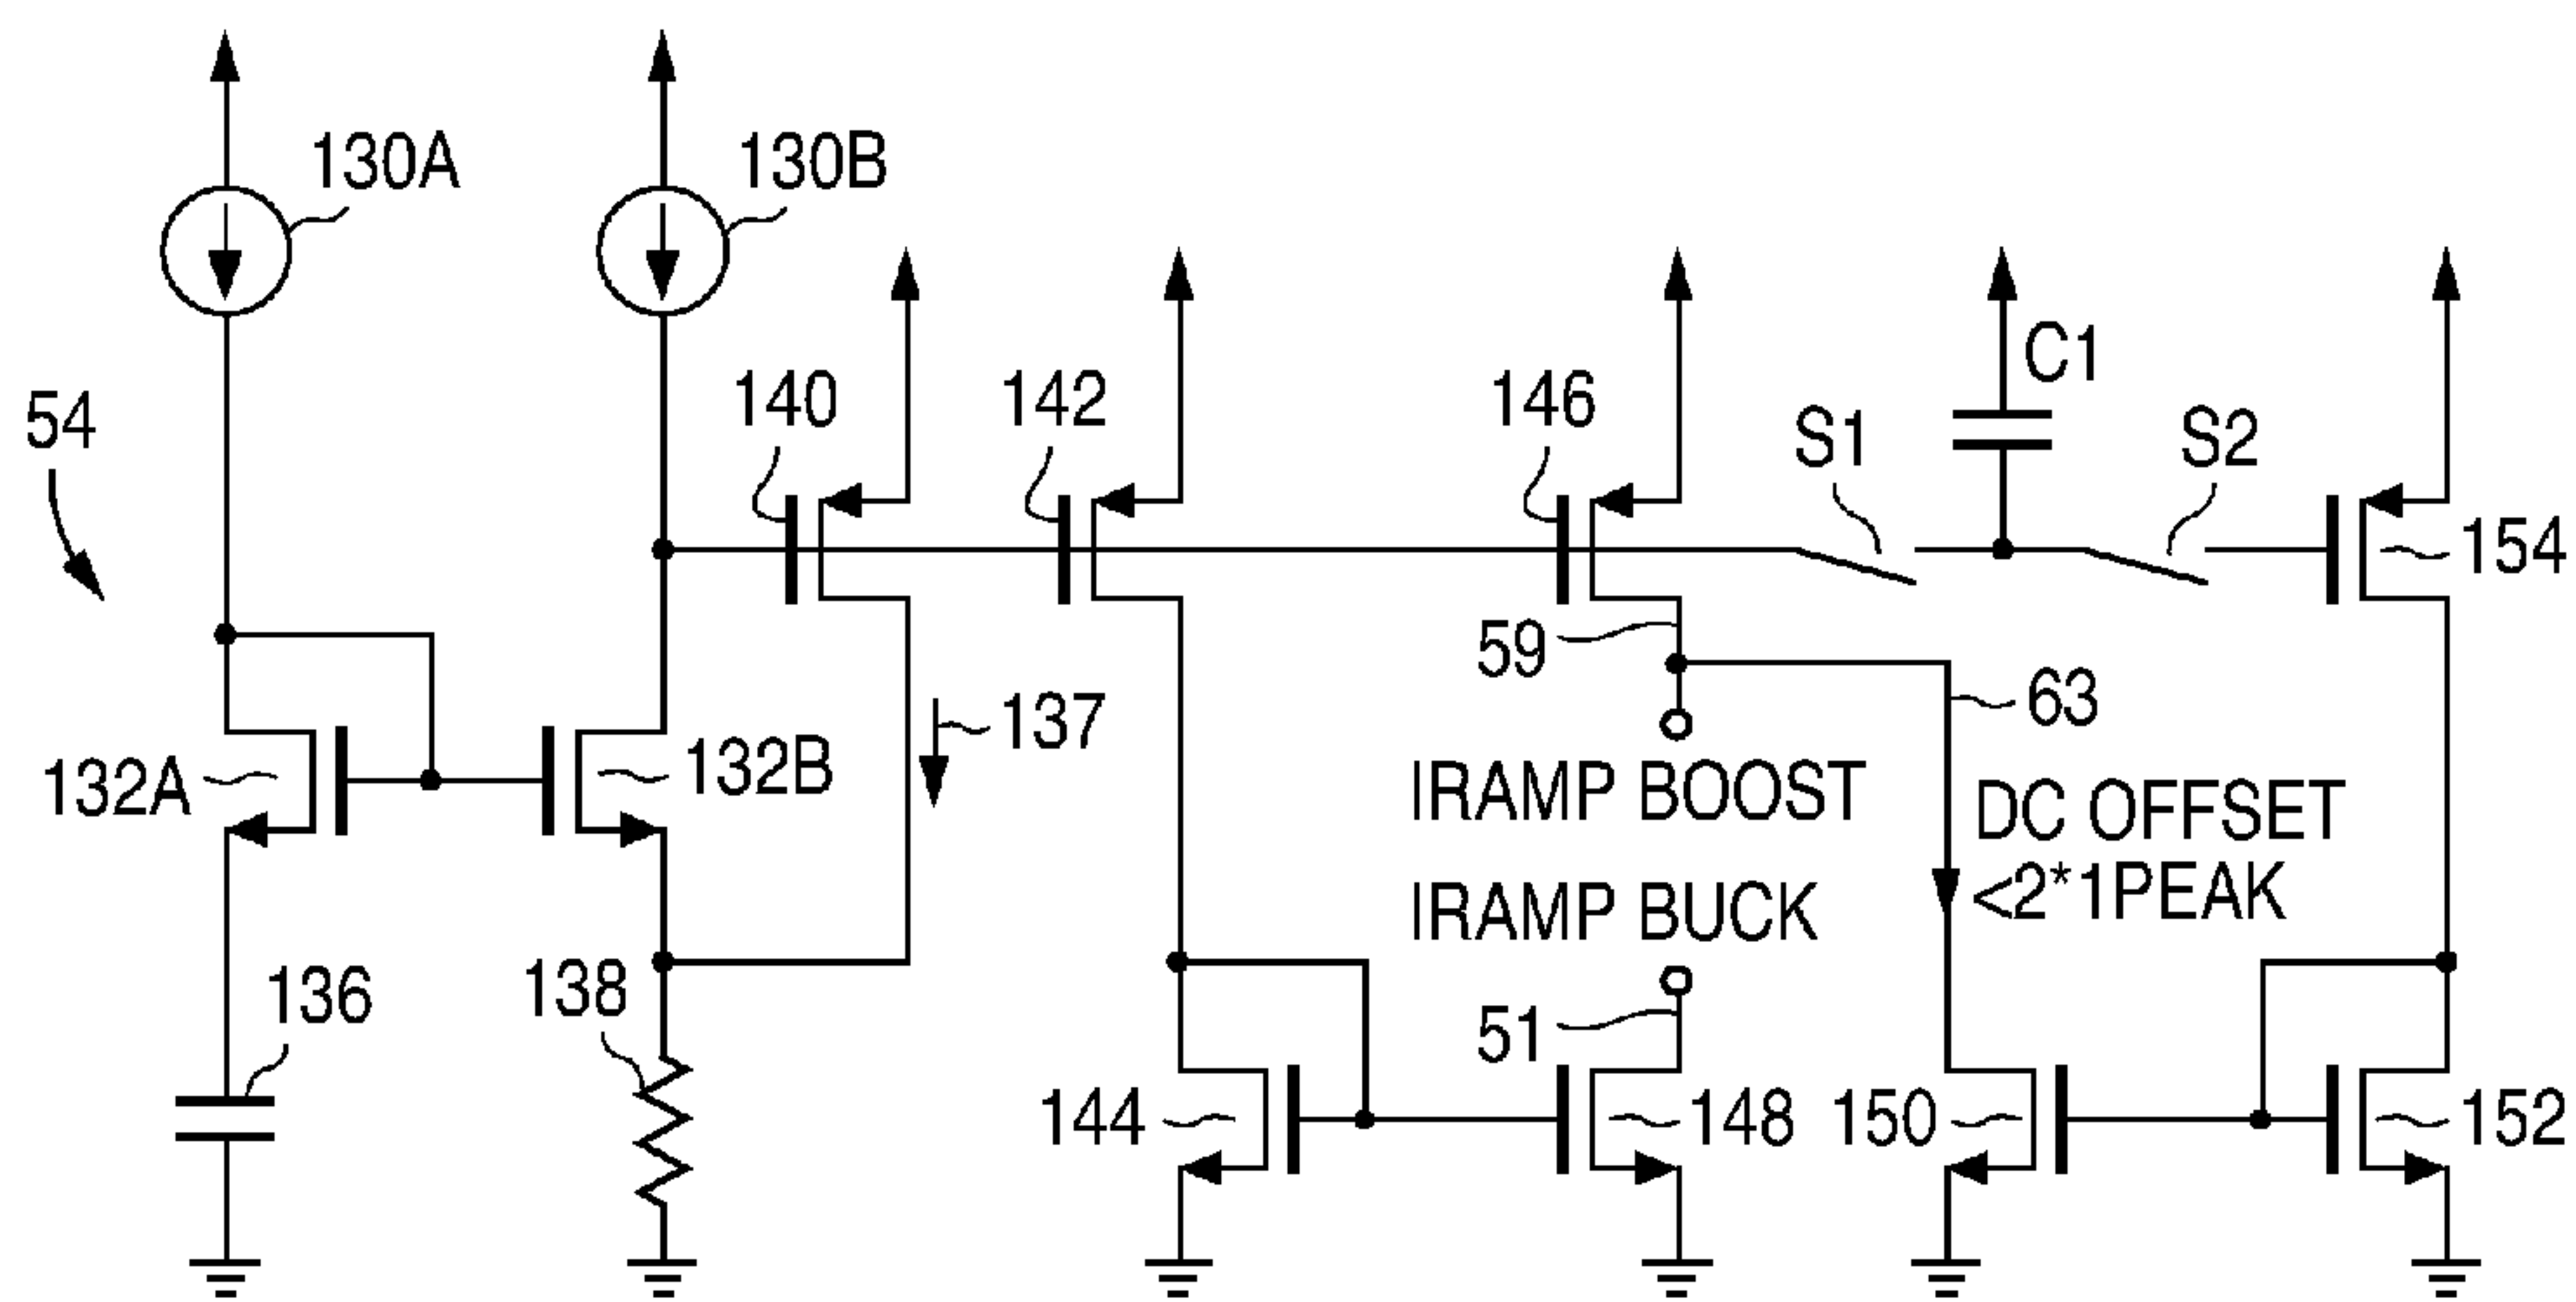 130A
130B
C1
54
140
142
146
S1
S2
154
59
137
63
132A
132B
IRAMP BOOST
DC OFFSET
<2*1PEAK
IRAMP BUCK
136
138
51
144
148
150
152